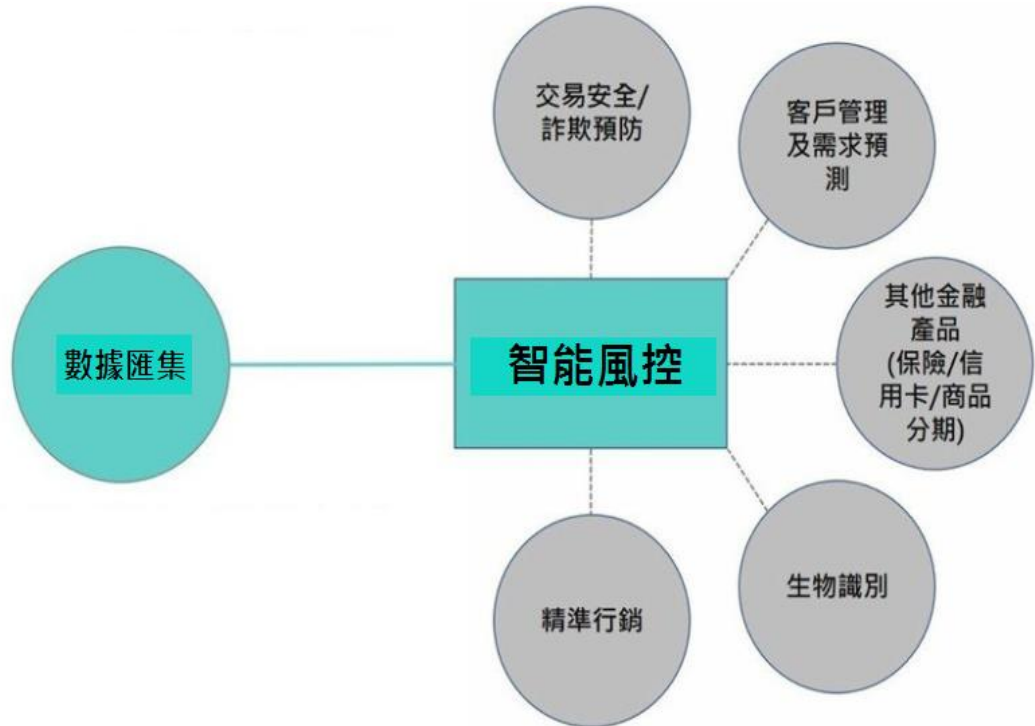 交易安全/
詐欺預防
客戶管理
及需求預
測
數據匯集
智能風控
其他金融
產品
(保險/信
用卡/商品
分期)
精準行銷
生物識別